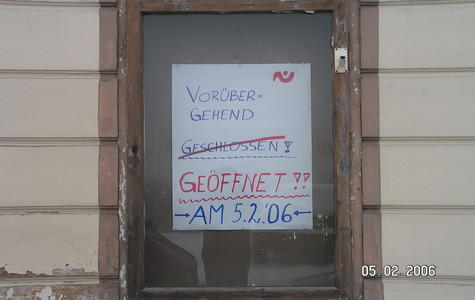 VORÜBER-
GEHEND
GESCHLOSSEN!
GEÖFFNET!!
→AM 5.2.'06←
05.02.2006